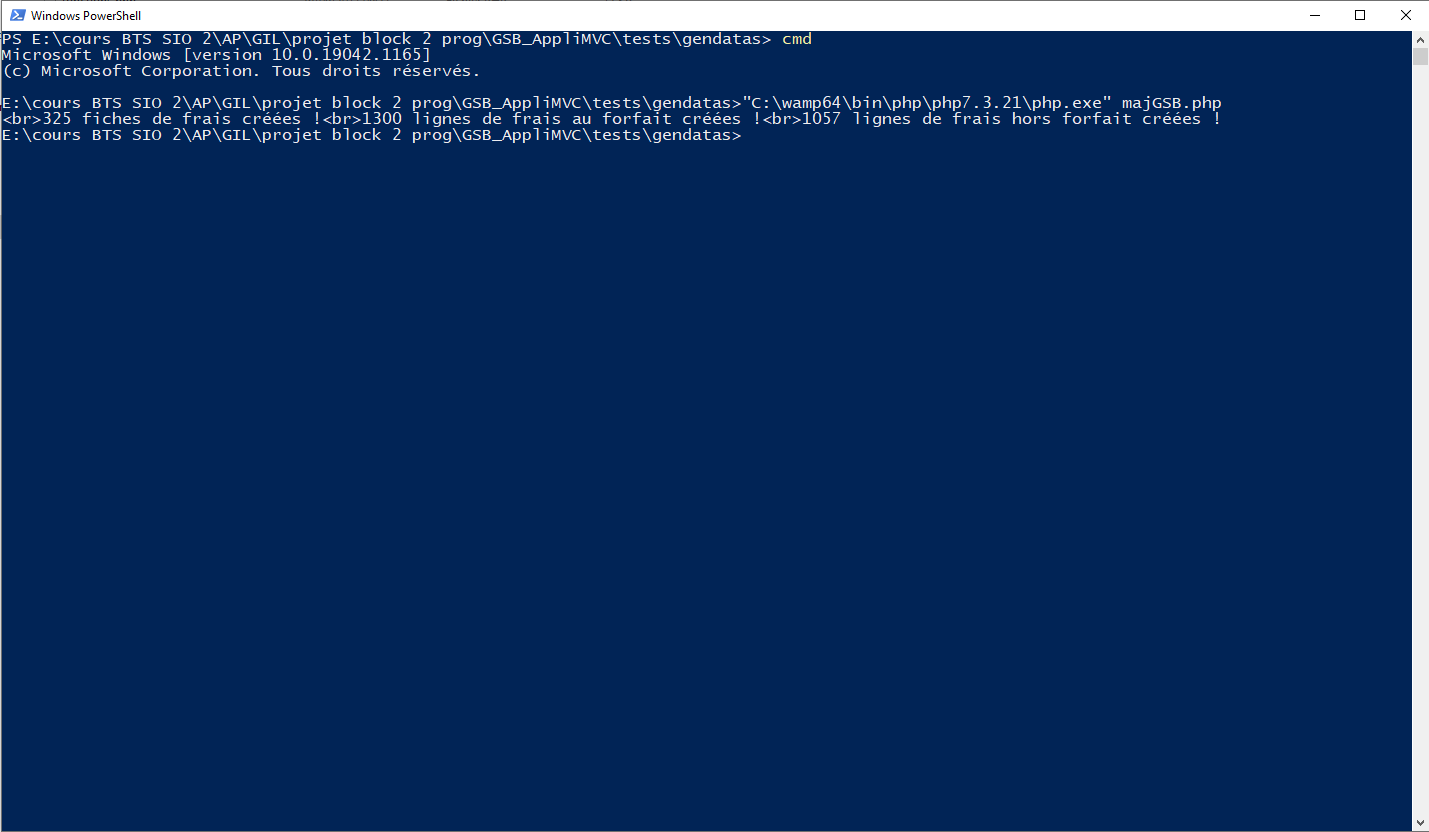 Windows PowerShell
PS E:\cours BTS SIO 2\AP\GIL\projet block 2 prog\GSB_AppliMVC\tests\gendatas> cmd
Microsoft Windows [version 10.0.19042.1165]
(c) Microsoft Corporation. Tous droits réservés.
E:\cours BTS SIO 2\AP\GIL\projet block 2 prog\GSB_AppliMVC\tests\gendatas>"C:\wamp64\bin\php\php7.3.21\php.exe" majGSB.php
<br>325 fiches de frais créées !<br>1300 lignes de frais au forfait créées !<br>1057 lignes de frais hors forfait créées !
E:\cours BTS SIO 2\AP\GIL\projet block 2 prog\GSB_AppliMVC\tests\gendatas>